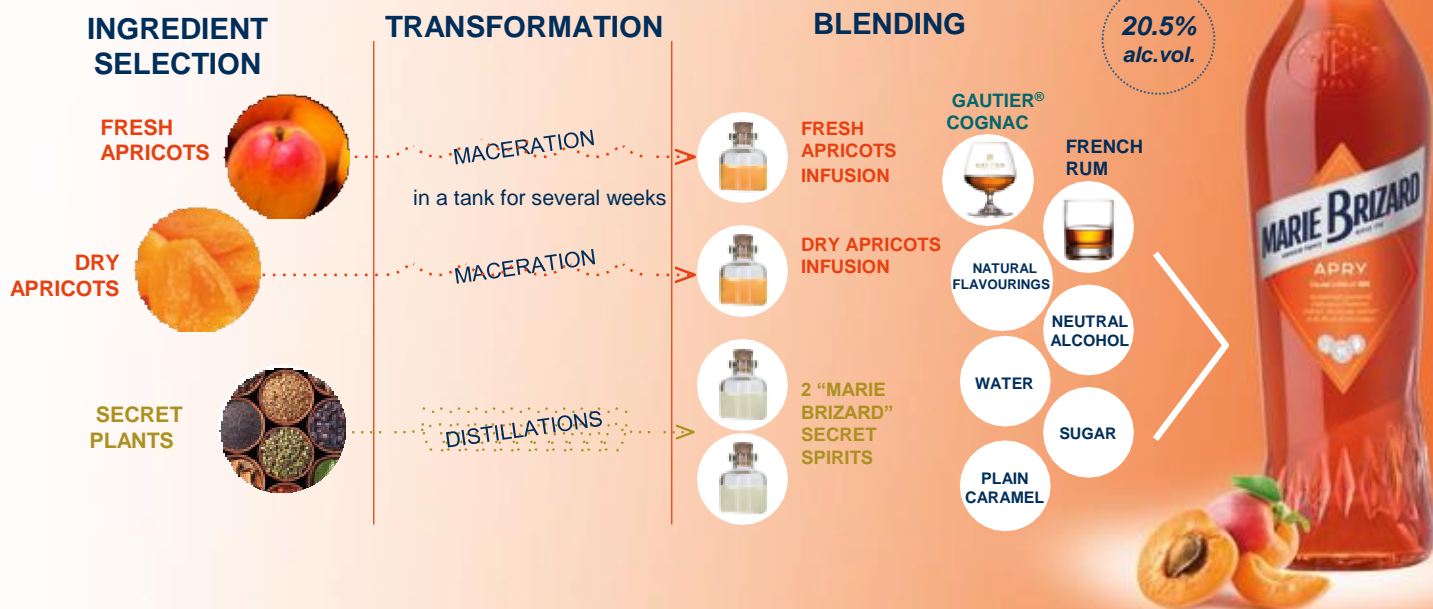 INGREDIENT
SELECTION
TRANSFORMATION
BLENDING
20.5%
alc.vol.
FRESH
APRICOTS
MACERATION
in a tank for several weeks
FRESH
APRICOTS
INFUSION
GAUTIER®
COGNAC
FRENCH
RUM
DRY
APRICOTS
MACERATION
DRY APRICOTS
INFUSION
NATURAL
FLAVOURINGS
NEUTRAL
ALCOHOL
SECRET
PLANTS
DISTILLATIONS
2 “MARIE
BRIZARD”
SECRET
SPIRITS
WATER
SUGAR
PLAIN
CARAMEL
MARIE BRIZARD
APRY